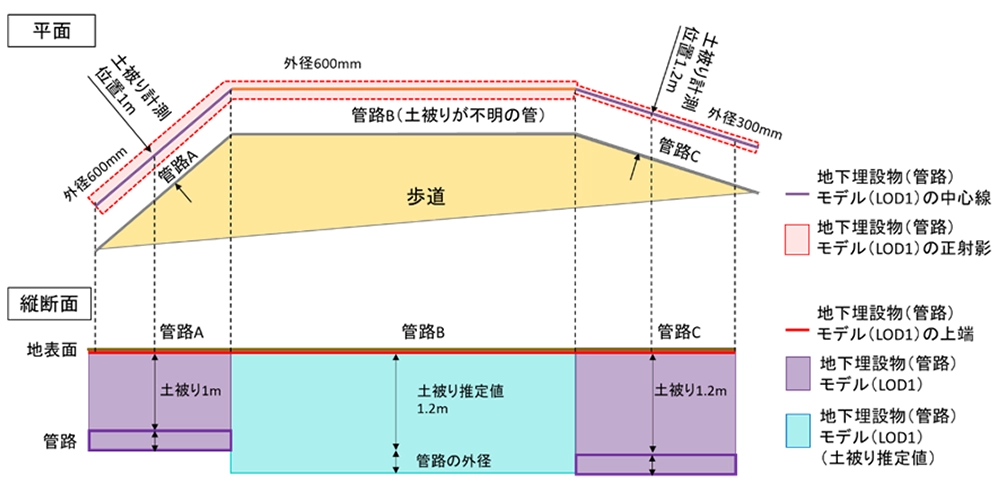 平面
外径600mm
土被り計測
位置1m
土被り計測
位置1.2m
外径600mm
管路A
管路B（土被りが不明の管）
管路C
外径300mm
歩道
地下埋設物（管路）
モデル（LOD1）の中心線
地下埋設物（管路）
モデル（LOD1）の正射影
縦断面
管路A
管路B
管路C
地表面
土被り1m
土被り推定値
1.2m
土被り1.2m
管路
管路の外径
地下埋設物（管路）
モデル（LOD1）の上端
地下埋設物（管路）
モデル（LOD1）
地下埋設物（管路）
モデル（LOD1）
（土被り推定値）